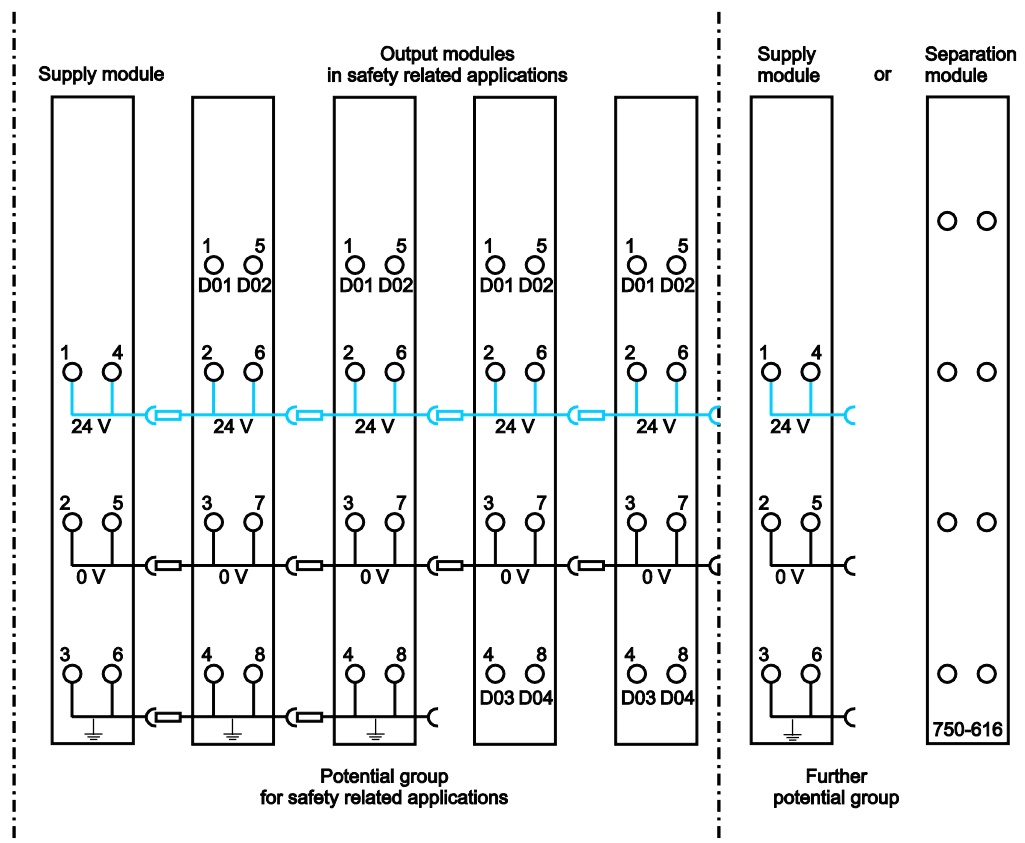 Output modules
in safety related applications
Supply module
Supply
module
or
Separation
module
1 5 1 5 1 5 1 5
D01 D02 D01 D02 D01 D02 D01 D02
1 4 2 6 2 6 2 6 2 6 1 4
24 V 24 V 24 V 24 V 24 V 24 V
2 5 3 7 3 7 3 7 3 7 2 5
0 V 0 V 0 V 0 V 0 V 0 V
3 6 4 8 4 8 4 8 4 8 3 6
D03 D04 D03 D04
750-616
Potential group
for safety related applications
Further
potential group